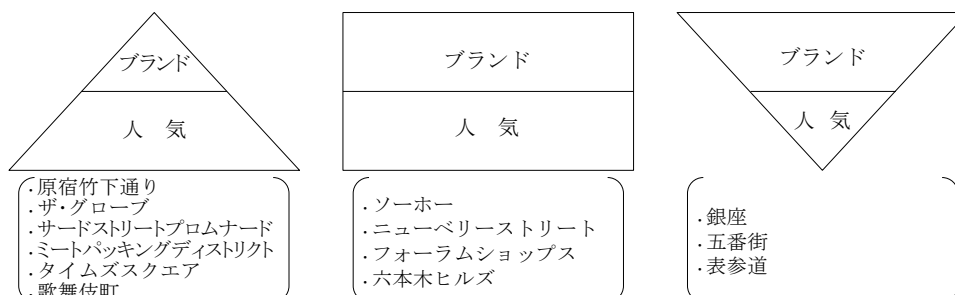 ブランド
人 気
.原宿竹下通り
.ザ・グローブ
.サードストリートプロムナード
.ミートパッキングディストリクト
.タイムズスクエア
.歌舞伎町
ブランド
人 気
.ソーホー
.ニューベリーストリート
.フォーラムショップス
.六本木ヒルズ
ブランド
人 気
.銀座
.五番街
.表参道